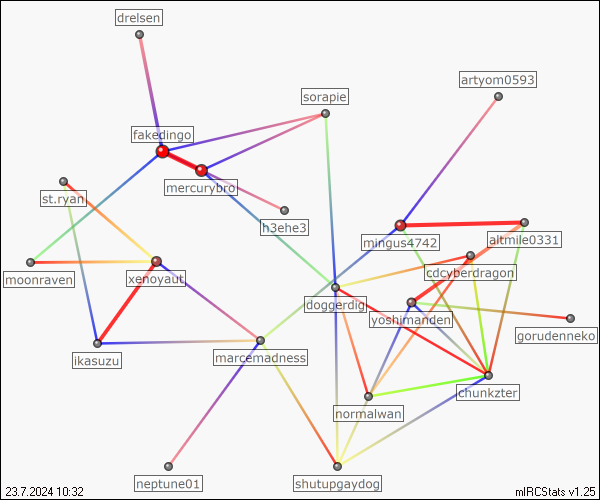 drelsen
artyom0593
sorapie
fakedingo
mercurybro
st.ryan
h3ehe3
mingus4742
altmile0331
moonraven
xenoyaut
cdcyberdragon
doggerdig
yoshimanden
gorudenneko
ikasuzu
marcemadness
chunkzter
normalwan
neptune01
shutupgaydog
23.7.2024 10:32
mIRCStats v1.25